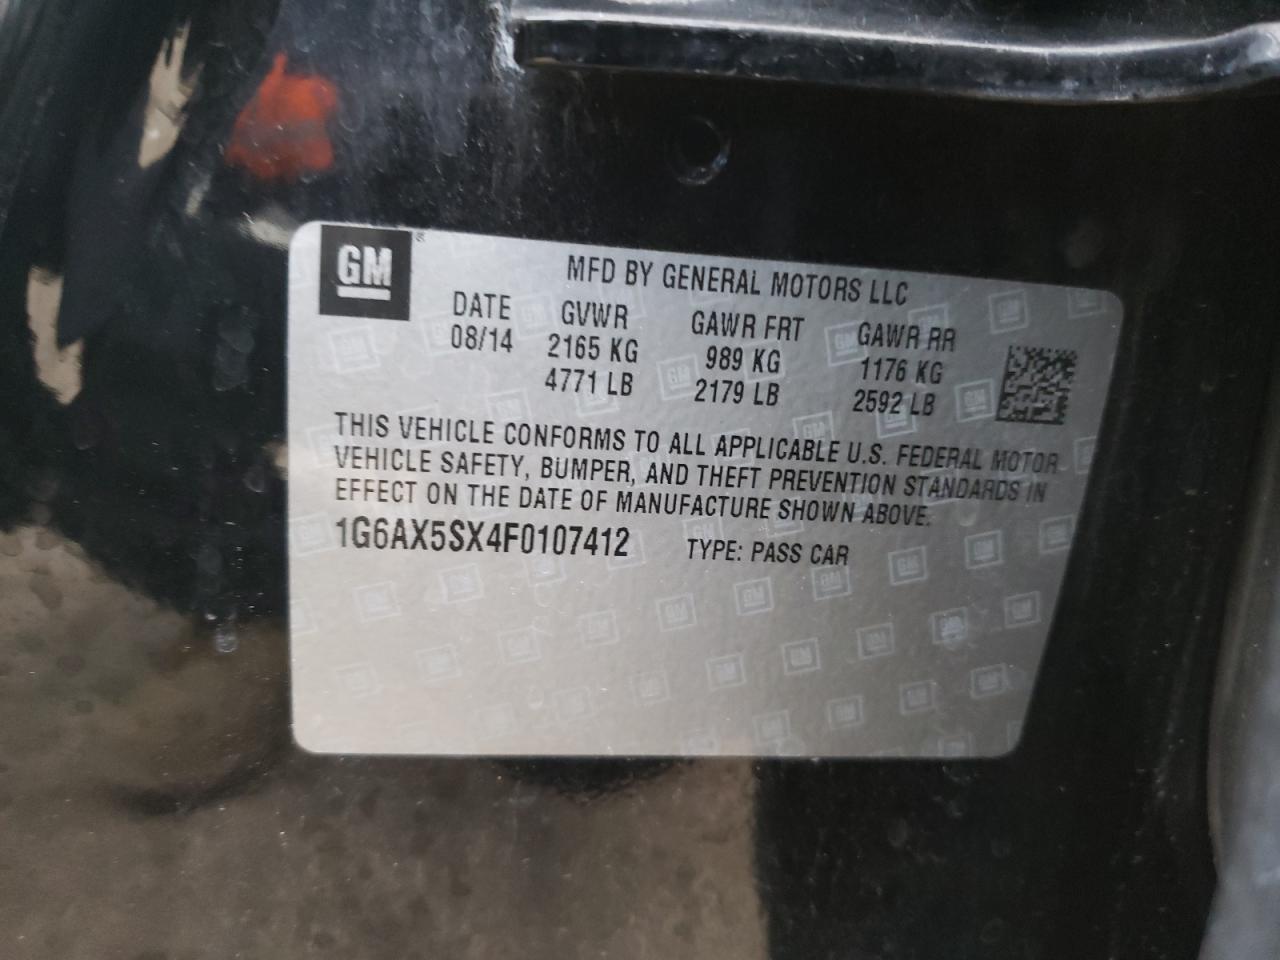 GM®
MFD BY GENERAL MOTORS LLC
DATE GVWR GAWR FRT GAWR RR
08/14 2165 KG 989 KG 1176 KG
4771 LB 2179 LB 2592 LB
THIS VEHICLE CONFORMS TO ALL APPLICABLE U.S. FEDERAL MOTOR
VEHICLE SAFETY, BUMPER, AND THEFT PREVENTION STANDARDS IN
EFFECT ON THE DATE OF MANUFACTURE SHOWN ABOVE.
1G6AX5SX4F0107412 TYPE: PASS CAR